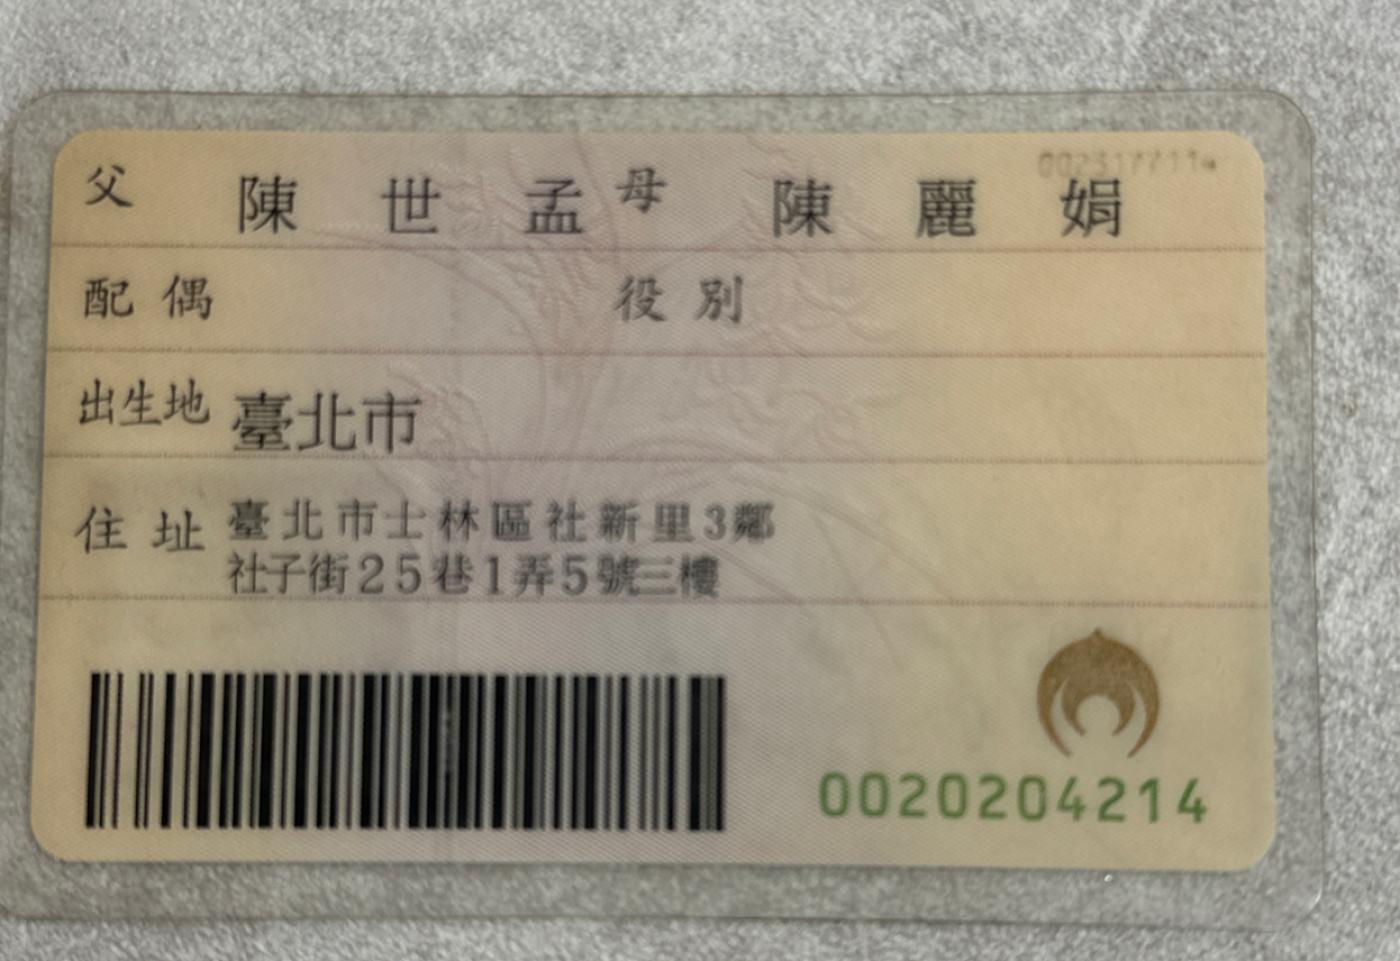 父 陳世孟 母 陳麗娟
配偶 役別
出生地 臺北市
住址 臺北市士林區社新里3鄰
社子街25巷1弄5號三樓
0020204214